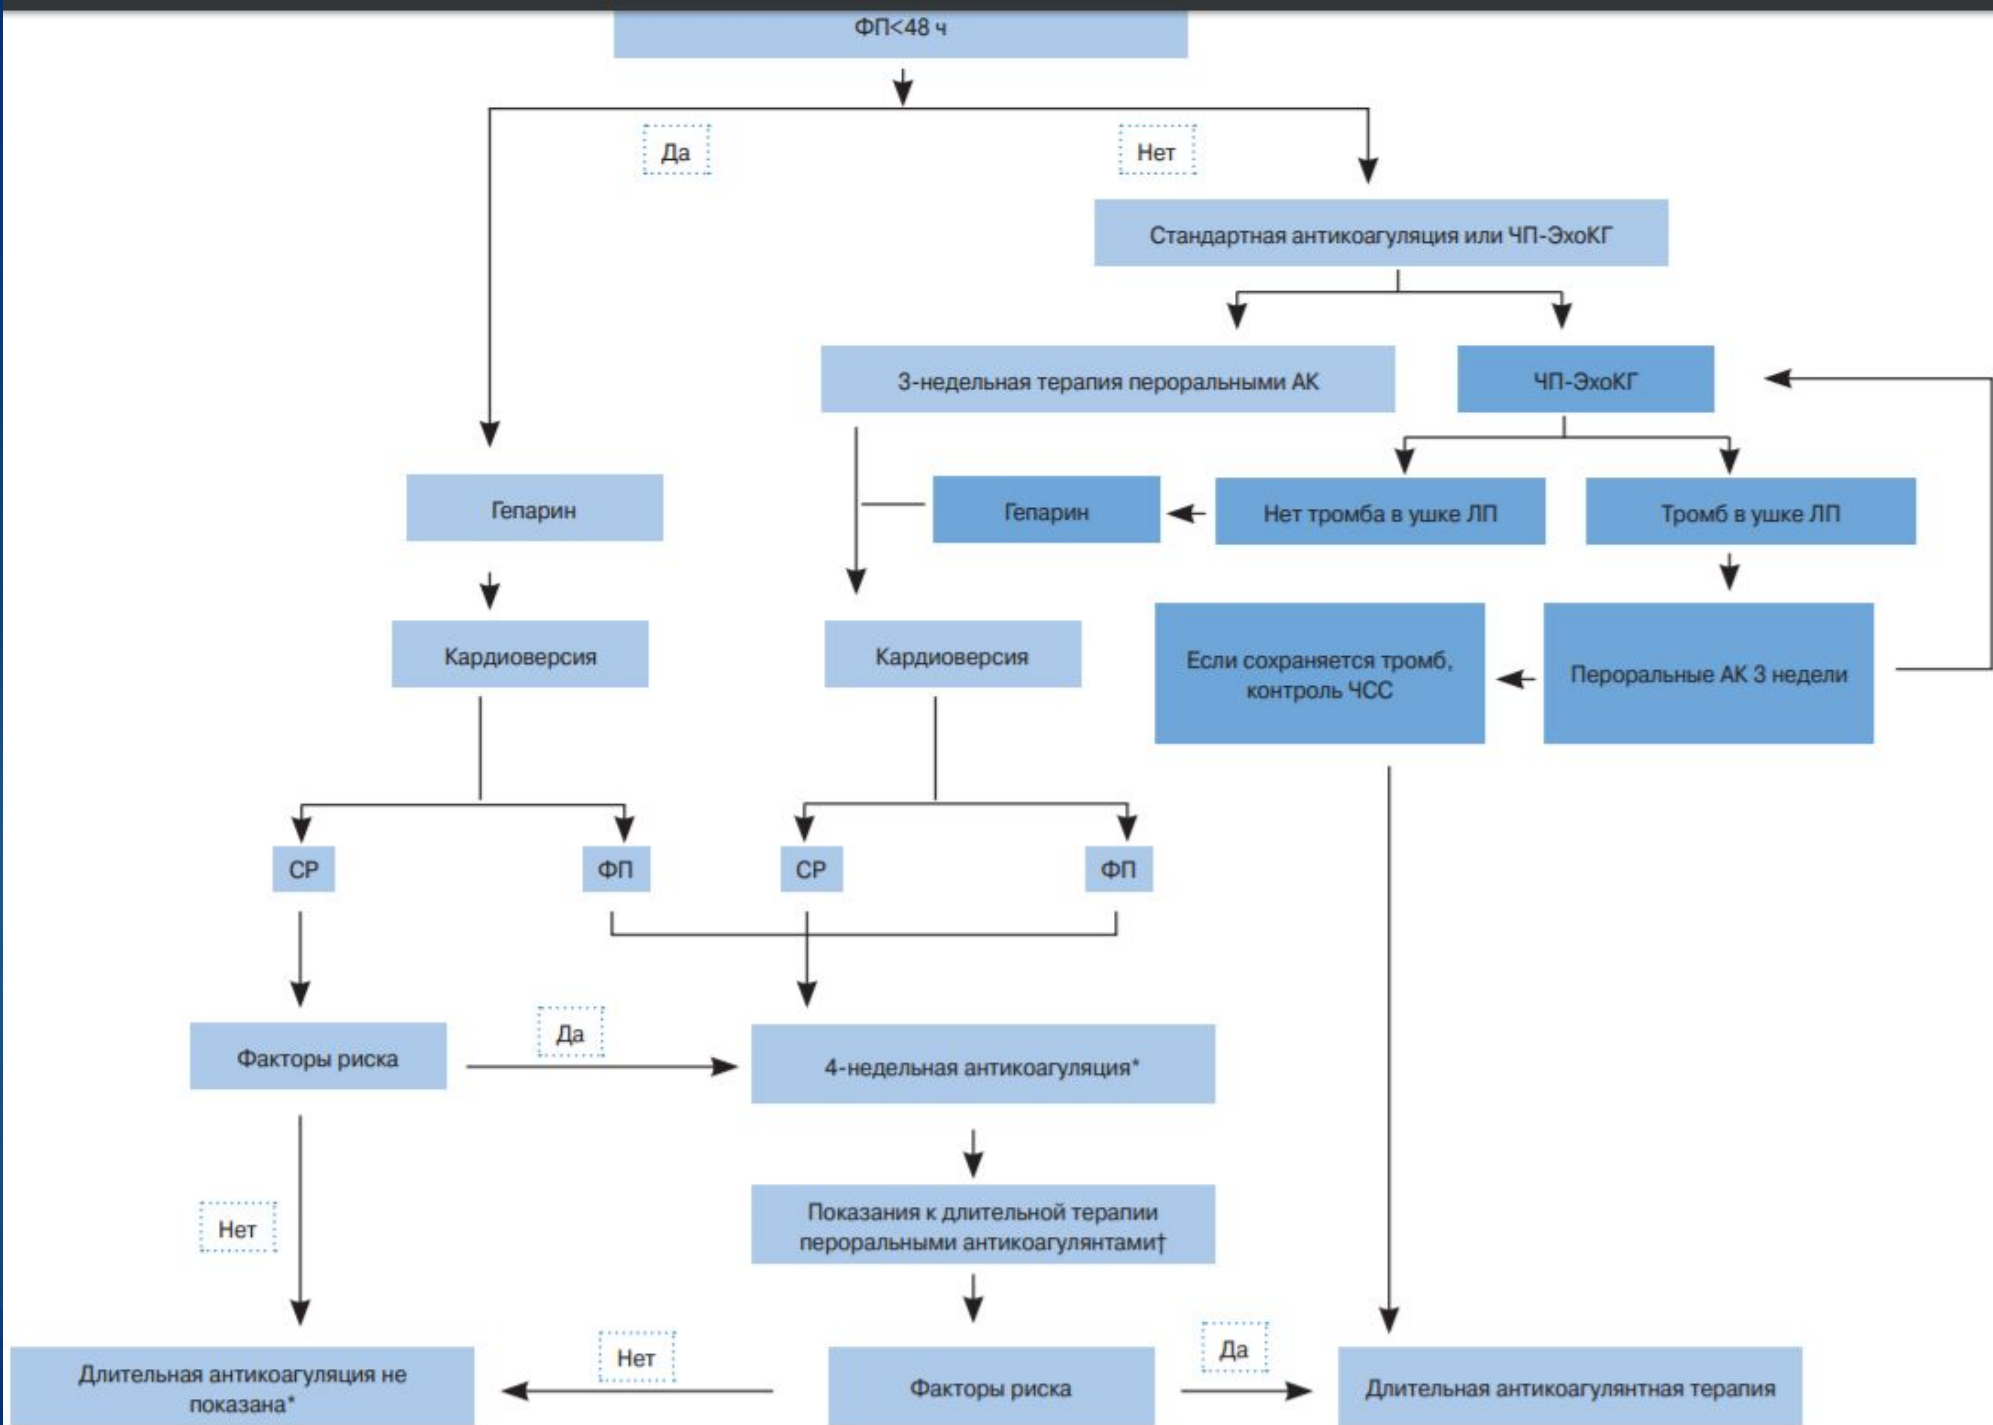 ФП<48 ч
Да
Нет
Стандартная антикоагуляция или ЧП-ЭхоКГ
3-недельная терапия пероральными АК
ЧП-ЭхоКГ
Гепарин
Гепарин
Нет тромба в ушке ЛП
Тромб в ушке ЛП
Кардиоверсия
Кардиоверсия
Если сохраняется тромб,
контроль ЧСС
Пероральные АК 3 недели
СР
ФП
СР
ФП
Факторы риска
Да
4-недельная антикоагуляция*
Нет
Показания к длительной терапии
пероральными антикоагулянтами†
Длительная антикоагуляция не
показана*
Нет
Факторы риска
Да
Длительная антикоагулянтная терапия